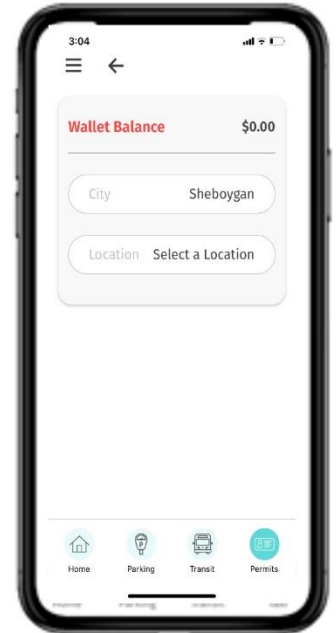 3:04
Wallet Balance $0.00
City Sheboygan
Location Select a Location
Home Parking Transit Permits